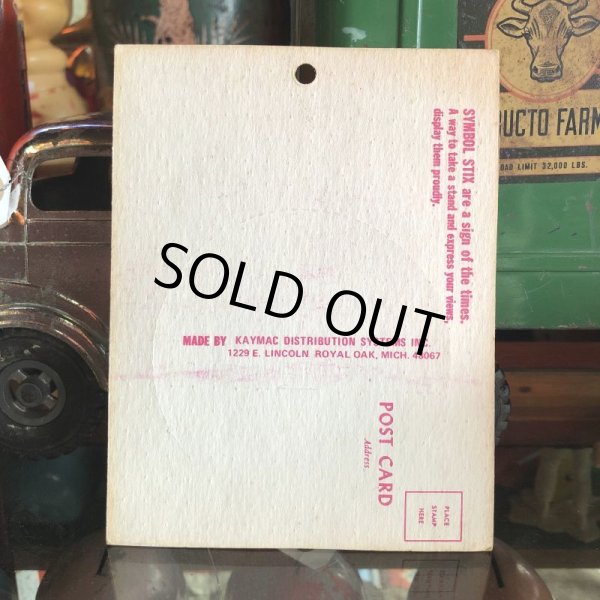 SYMBOL STIX are a sign of the times.
A way to take a stand and express your views,
display them proudly.
MADE BY KAYMAC DISTRIBUTION SYSTEMS INC.
1229 E. LINCOLN ROYAL OAK, MICH. 48067
POST CARD
Address.
PLACE
STAMP
HERE
SOLD OUT
UCTO FARM
OAD LIMIT 32,000 LBS.